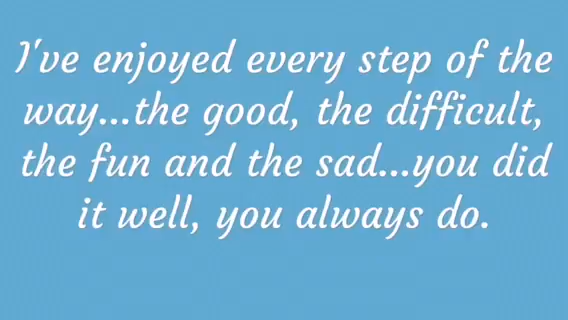 I've enjoyed every step of the
way...the good, the difficult,
the fun and the sad...you did
it well, you always do.